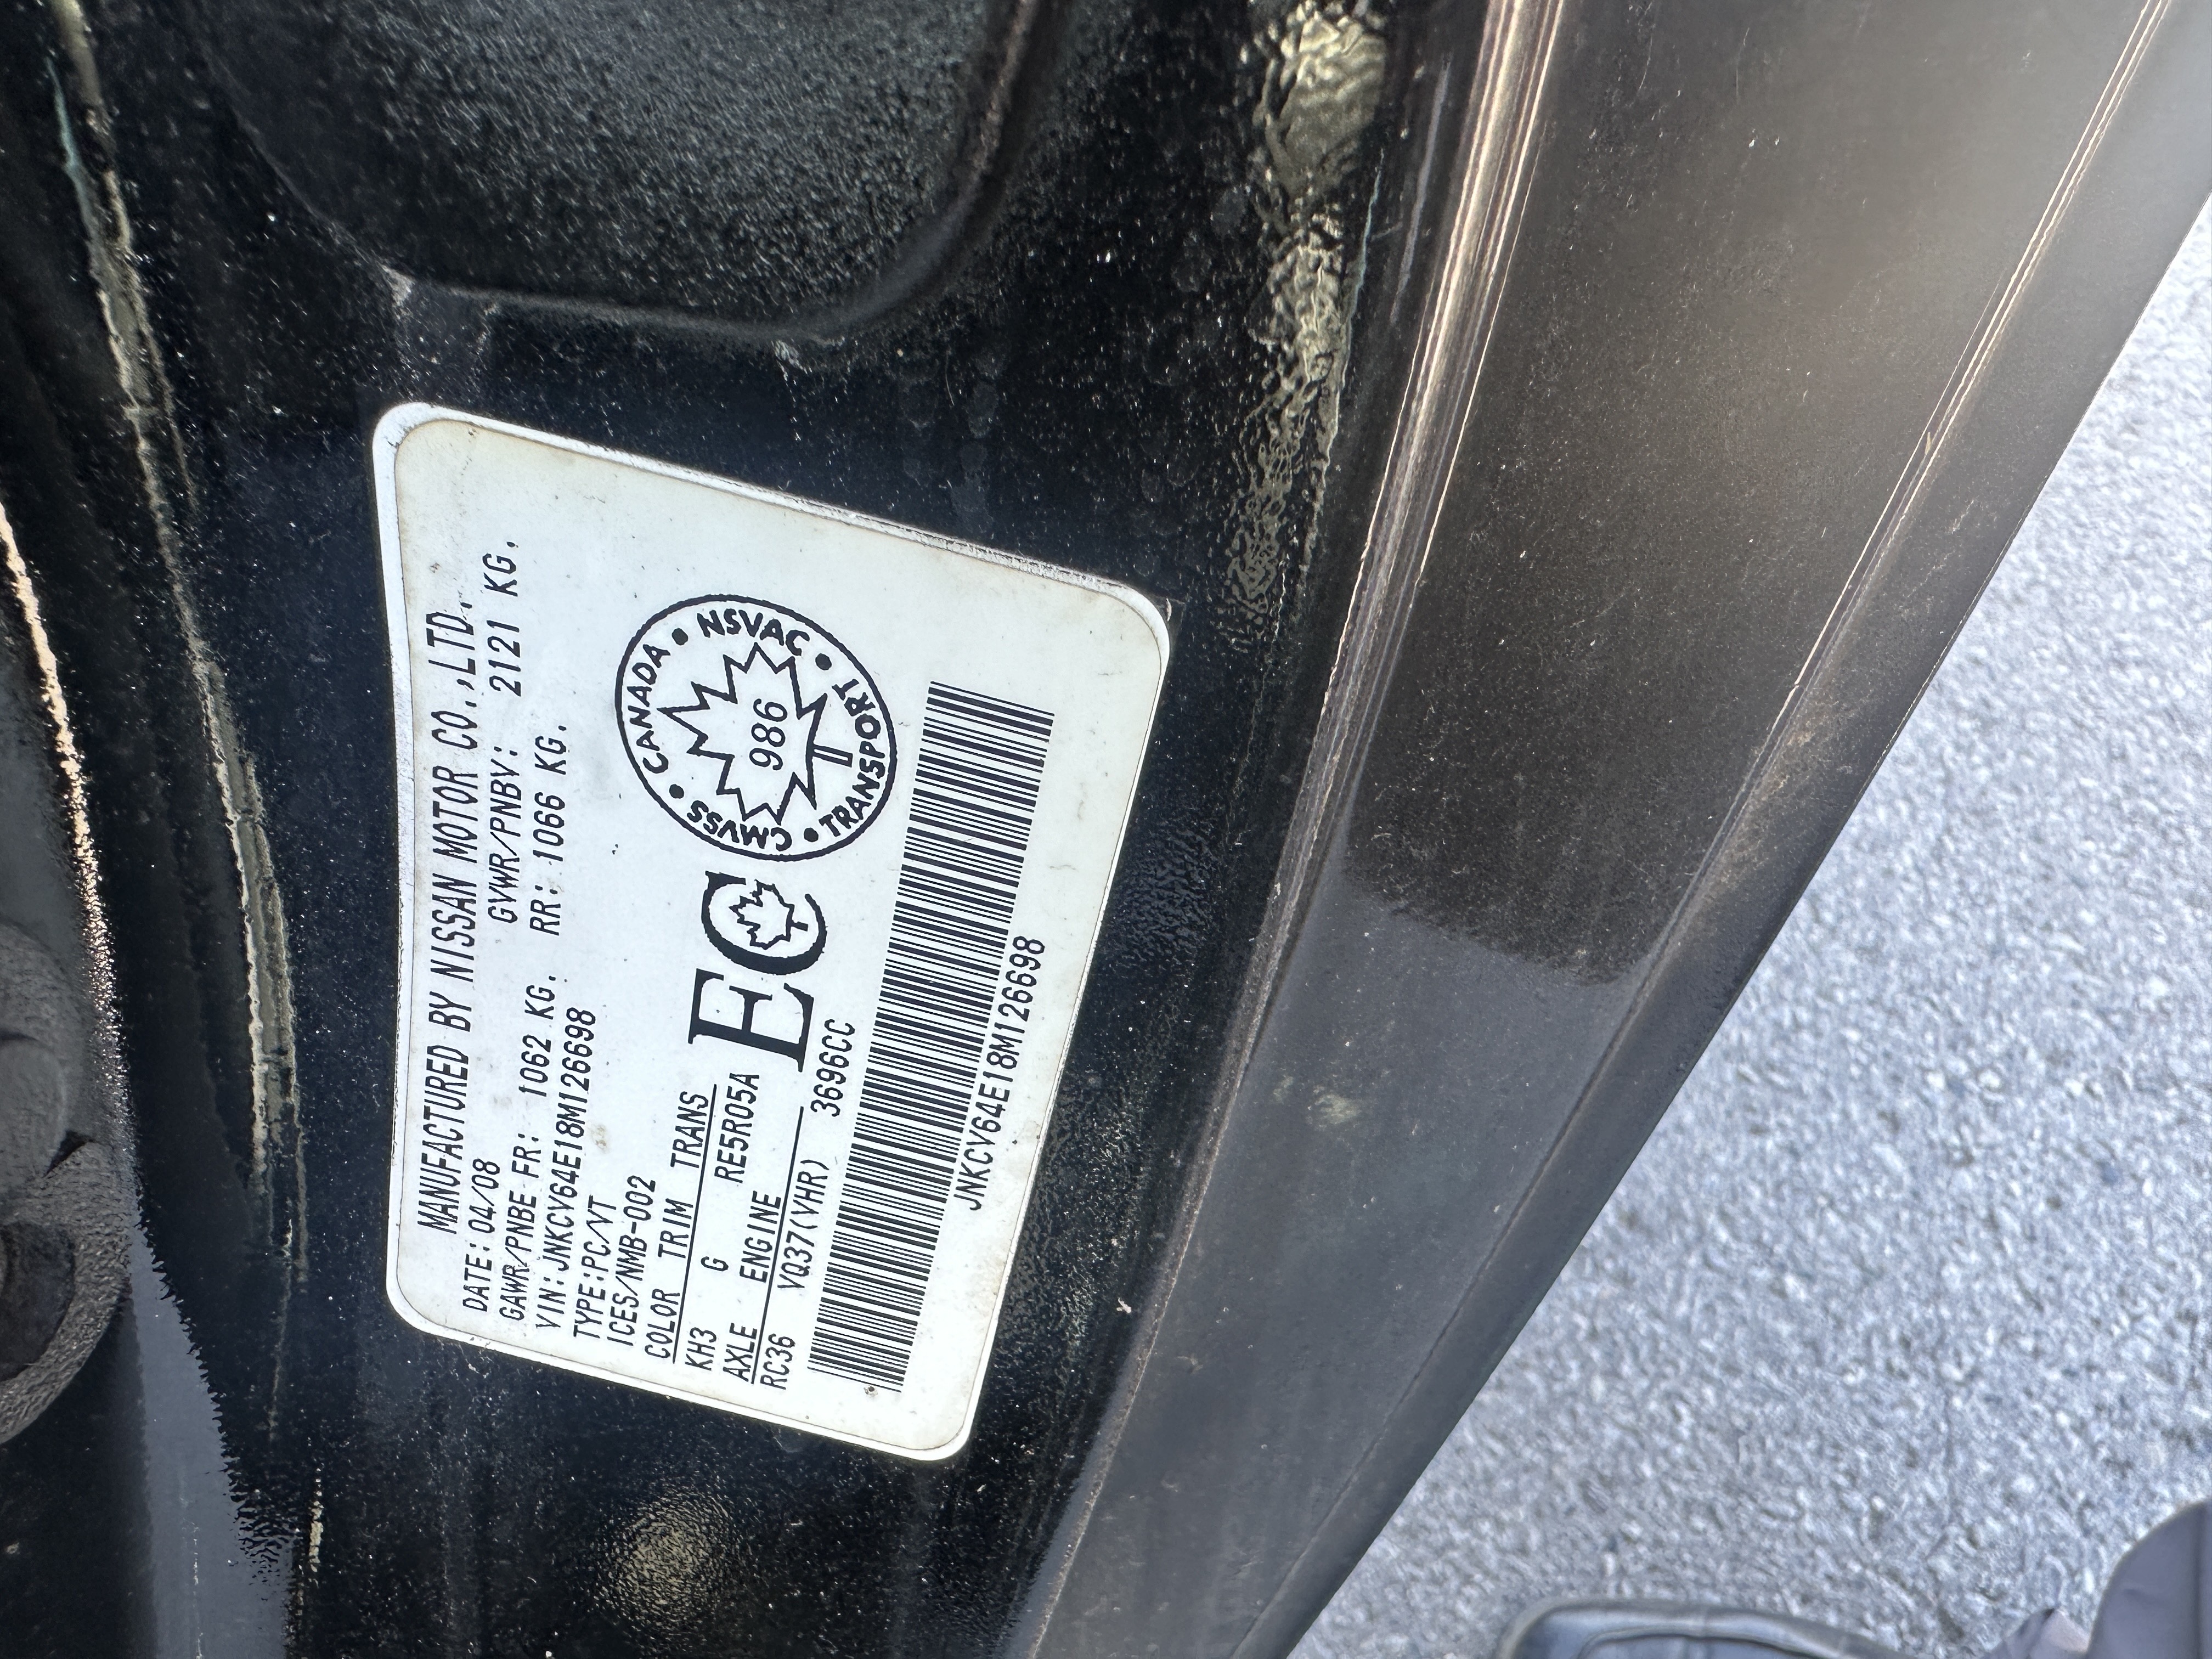 MANUFACTURED BY NISSAN MOTOR CO.,LTD.
DATE: 04/08 GVWR/PNBV: 2121 KG.
GAWR/PNBE FR: 1062 KG. RR: 1066 KG.
VIN: JNKCV64E18M126698
TYPE:PC/VT
ICES/NMB-002
COLOR TRIM TRANS
KH3 G RE5R05A
AXLE ENGINE
RC36 VQ37(VHR) 3696CC
EC
CANADA • NSVAC • TRANSPORT • CMVSS •
986
T
JNKCV64E18M126698